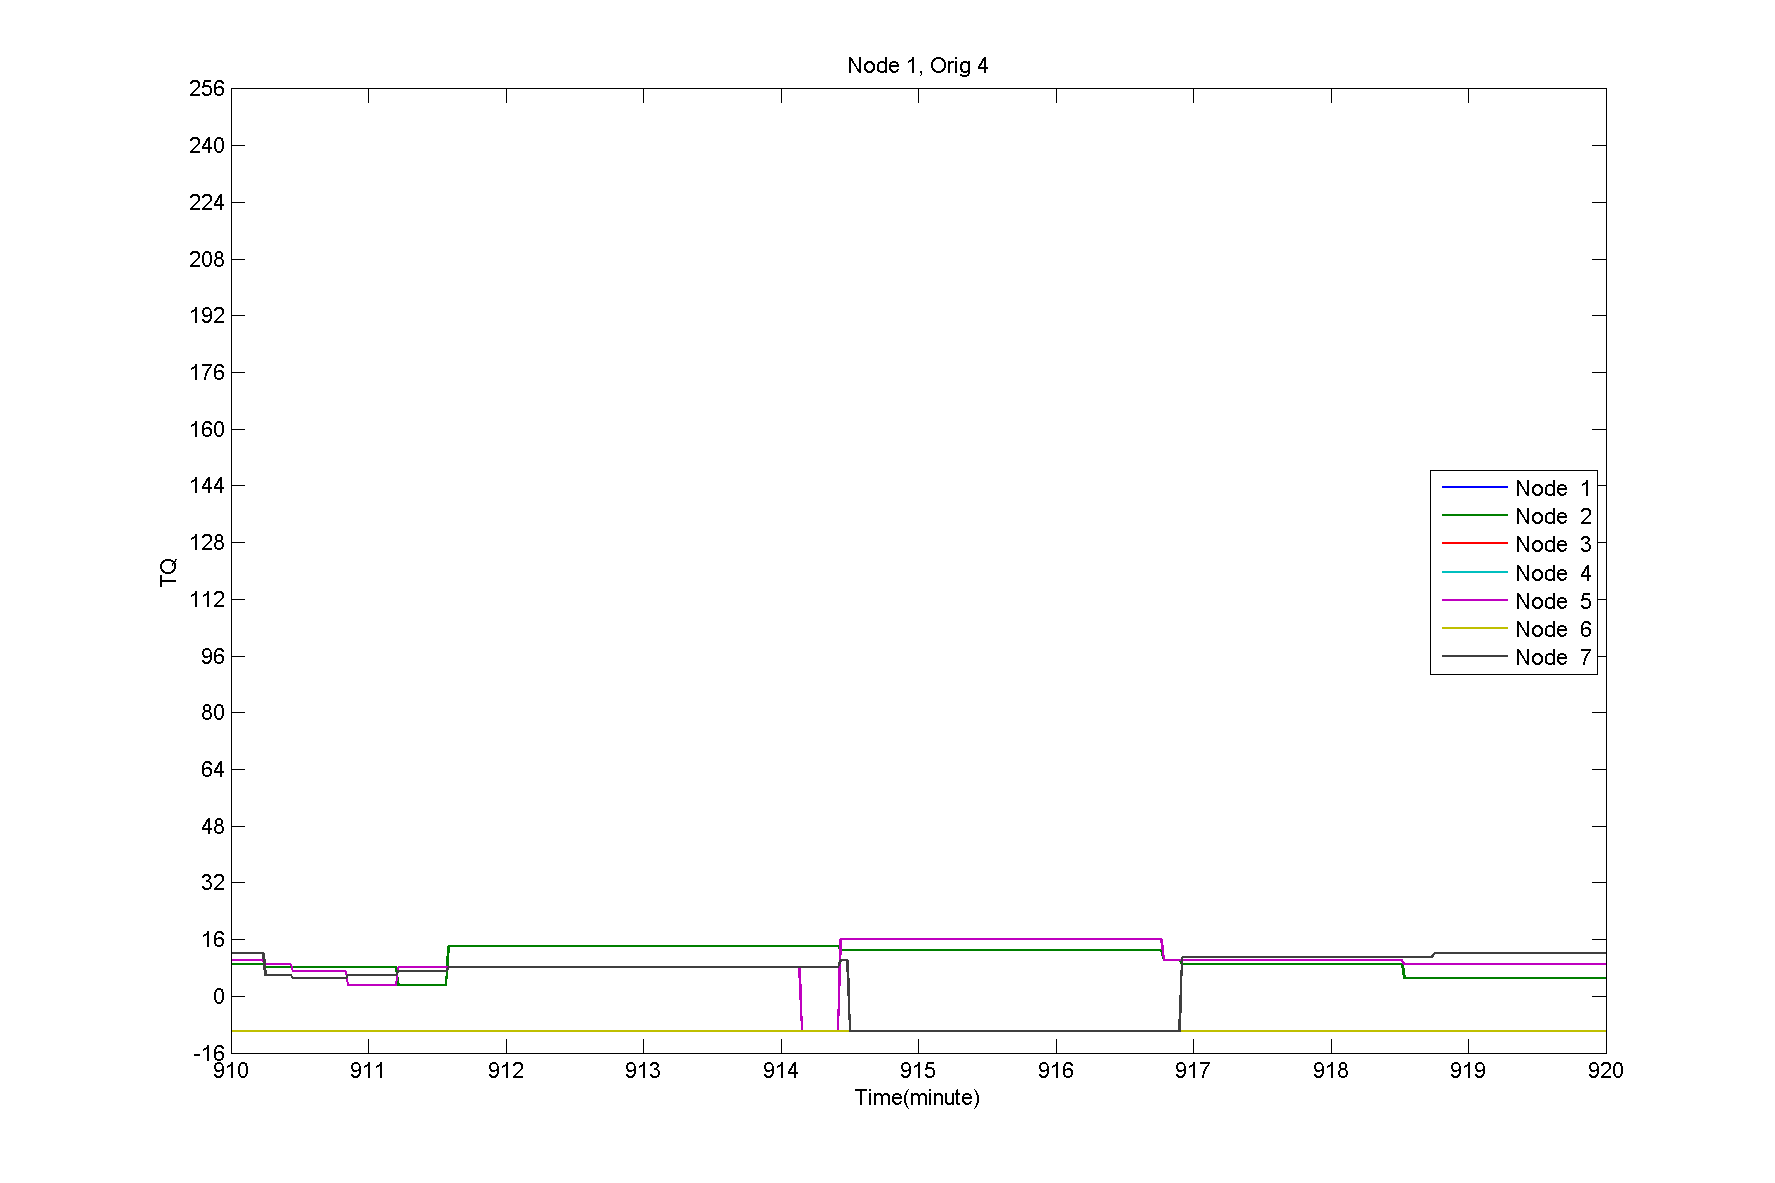 Node 1, Orig 4
256
240
224
208
192
176
160
144
128
112
96
80
64
48
32
16
0
-16
TQ
Node 1
Node 2
Node 3
Node 4
Node 5
Node 6
Node 7
910 911 912 913 914 915 916 917 918 919 920
Time(minute)